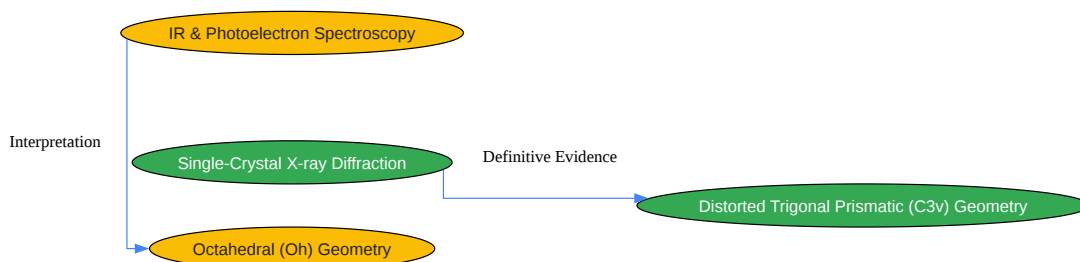 IR & Photoelectron Spectroscopy
Interpretation
Single-Crystal X-ray Diffraction
Definitive Evidence
Distorted Trigonal Prismatic (C3v) Geometry
Octahedral (Oh) Geometry